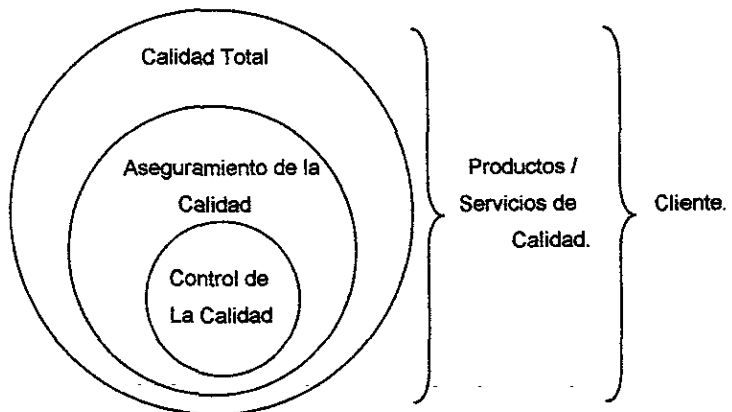 Calidad Total
Aseguramiento de la
Calidad
Control de
La Calidad
Productos /
Servicios de
Calidad.
Cliente.